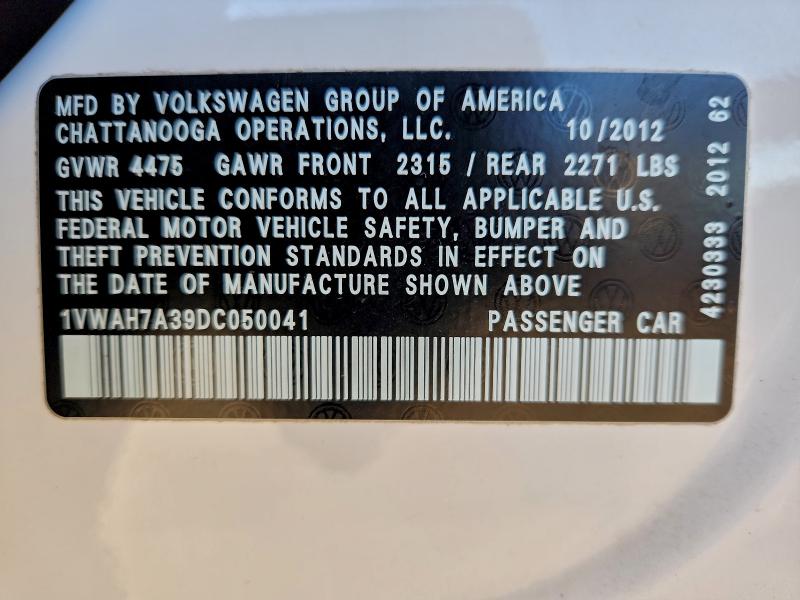 MFD BY VOLKSWAGEN GROUP OF AMERICA
CHATTANOOGA OPERATIONS, LLC. 10/2012
GVWR 4475 GAWR FRONT 2315 / REAR 2271 LBS
THIS VEHICLE CONFORMS TO ALL APPLICABLE U.S.
FEDERAL MOTOR VEHICLE SAFETY, BUMPER AND
THEFT PREVENTION STANDARDS IN EFFECT ON
THE DATE OF MANUFACTURE SHOWN ABOVE
1VWAH7A39DC050041 PASSENGER CAR
4230333 2012 62